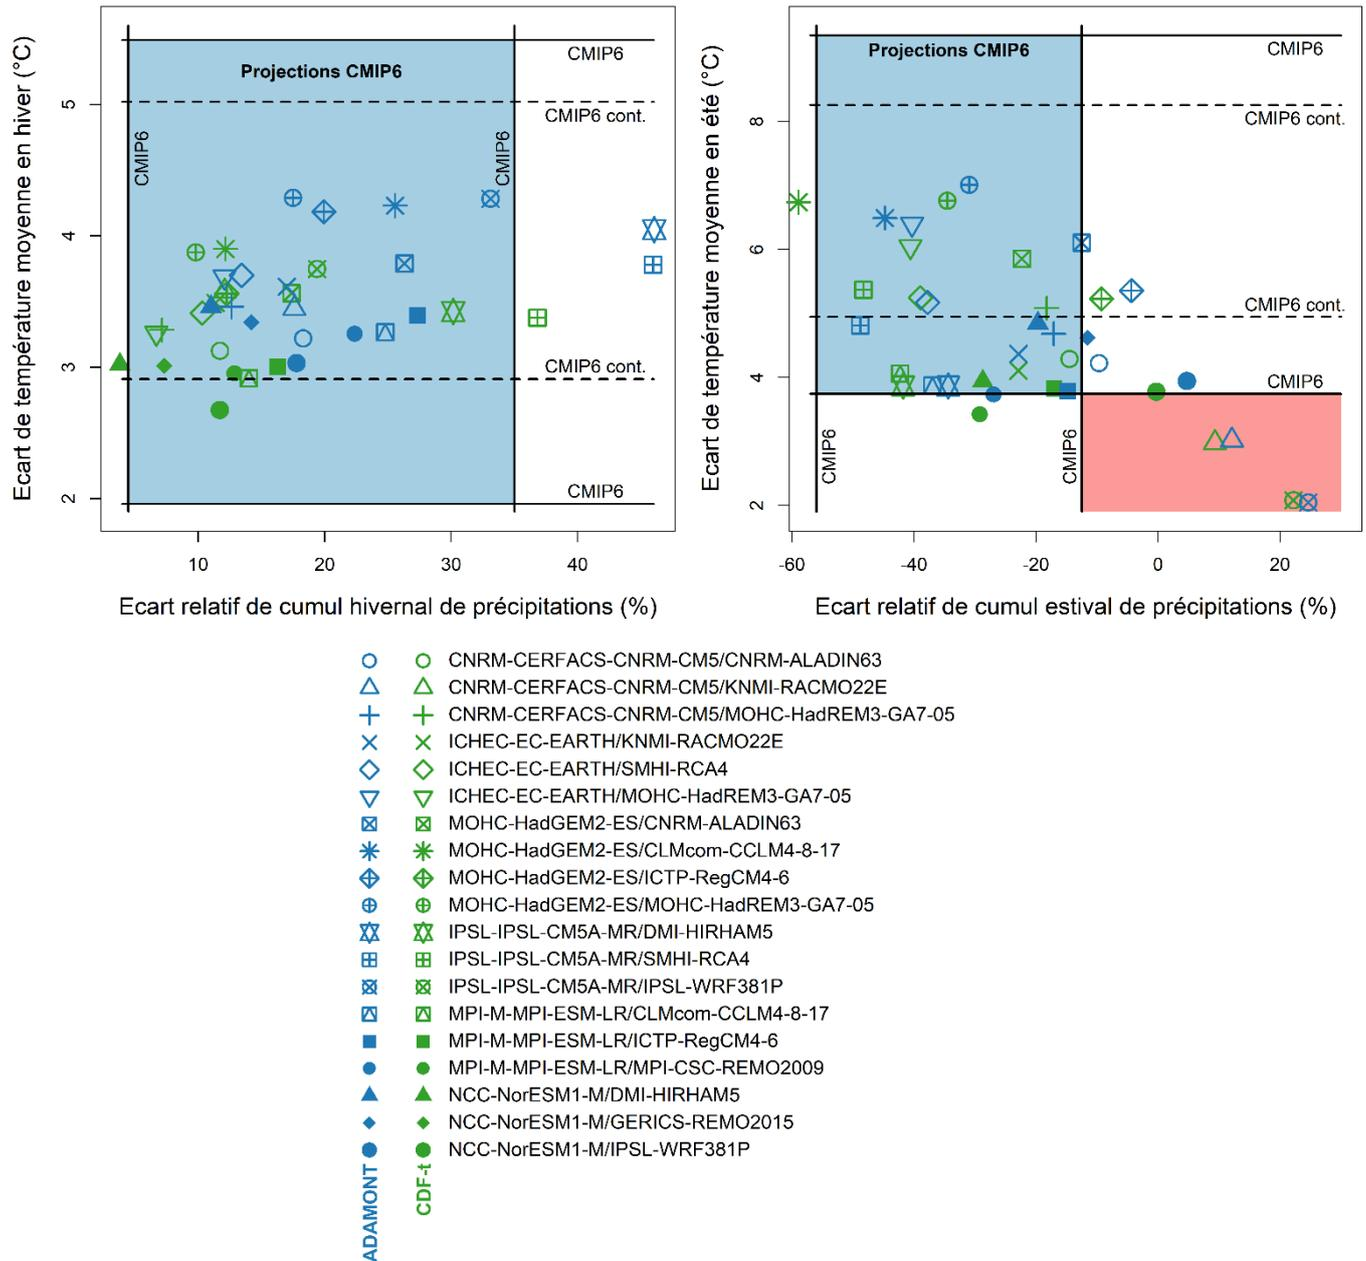 Ecart de température moyenne en hiver (°C)
5
4
3
2
Projections CMIP6
CMIP6
CMIP6
CMIP6
CMIP6 cont.
CMIP6 cont.
CMIP6
10
20
30
40
Ecart relatif de cumul hivernal de précipitations (%)
Ecart de température moyenne en été (°C)
8
6
4
2
Projections CMIP6
CMIP6
CMIP6 cont.
CMIP6 cont.
CMIP6
CMIP6
CMIP6
-60
-40
-20
0
20
Ecart relatif de cumul estival de précipitations (%)
CNRM-CERFACS-CNRM-CM5/CNRM-ALADIN63
CNRM-CERFACS-CNRM-CM5/KNMI-RACMO22E
CNRM-CERFACS-CNRM-CM5/MOHC-HadREM3-GA7-05
ICHEC-EC-EARTH/KNMI-RACMO22E
ICHEC-EC-EARTH/SMHI-RCA4
ICHEC-EC-EARTH/MOHC-HadREM3-GA7-05
MOHC-HadGEM2-ES/CNRM-ALADIN63
MOHC-HadGEM2-ES/CLMcom-CCLM4-8-17
MOHC-HadGEM2-ES/ICTP-RegCM4-6
MOHC-HadGEM2-ES/MOHC-HadREM3-GA7-05
IPSL-IPSL-CM5A-MR/DMI-HIRHAM5
IPSL-IPSL-CM5A-MR/SMHI-RCA4
IPSL-IPSL-CM5A-MR/IPSL-WRF381P
MPI-M-MPI-ESM-LR/CLMcom-CCLM4-8-17
MPI-M-MPI-ESM-LR/ICTP-RegCM4-6
MPI-M-MPI-ESM-LR/MPI-CSC-REMO2009
NCC-NorESM1-M/DMI-HIRHAM5
NCC-NorESM1-M/GERICS-REMO2015
NCC-NorESM1-M/IPSL-WRF381P
ADAMONT
CDF-t